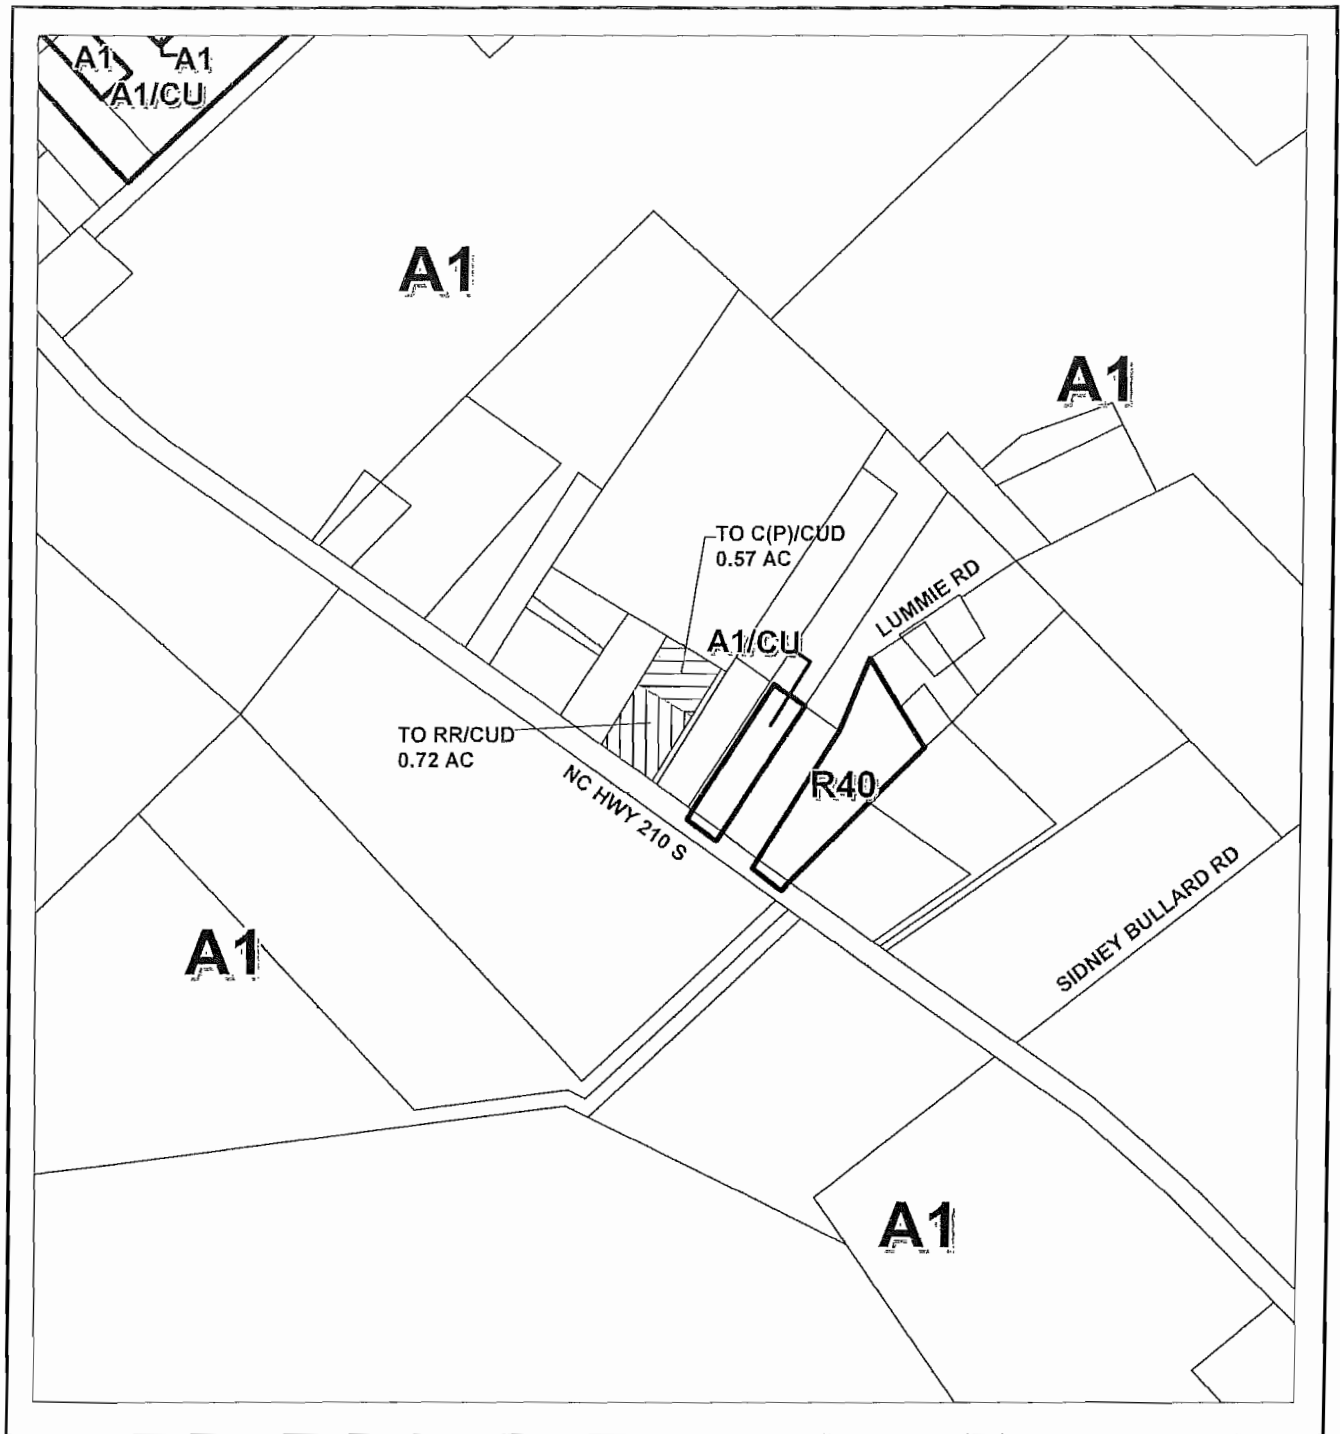 A1
A1
A1/CU
A1
A1
TO C(P)/CUD
0.57 AC
LUMMIE RD
A1/CU
TO RR/CUD
0.72 AC
R40
NC HWY 210 S
SIDNEY BULLARD RD
A1
A1